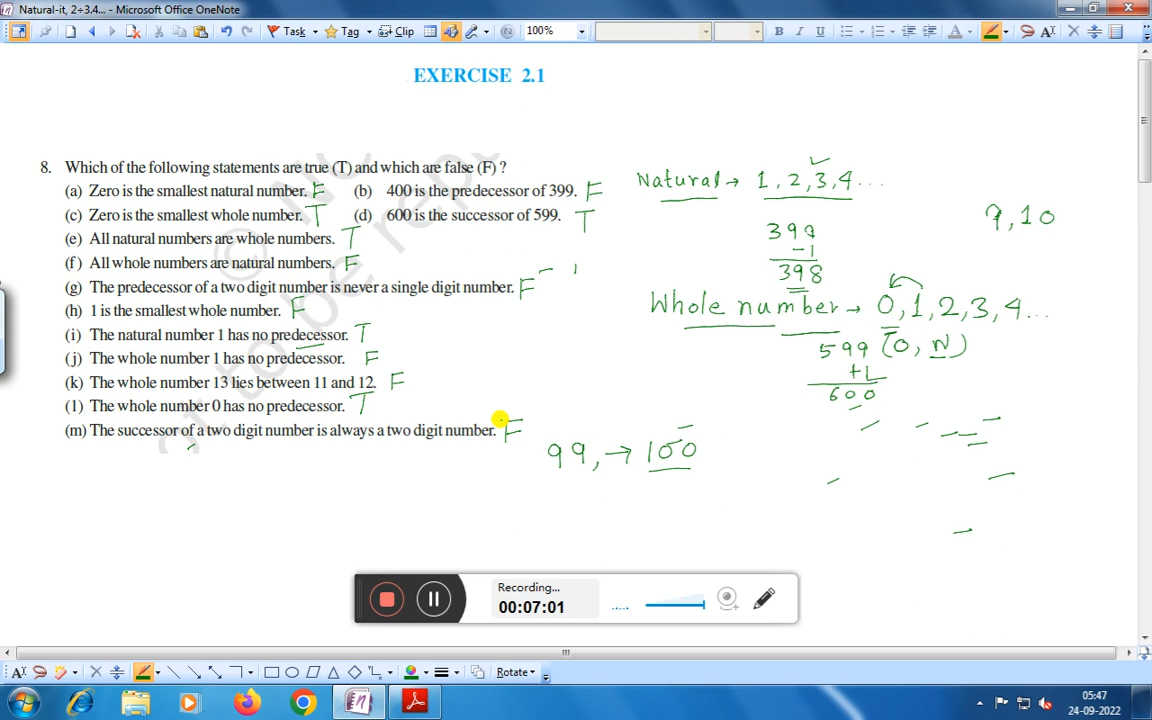 Natural-it, 2÷3.4... - Microsoft Office OneNote
Task Tag Clip 100% B I U
EXERCISE 2.1
8. Which of the following statements are true (T) and which are false (F) ?
(a) Zero is the smallest natural number. F (b) 400 is the predecessor of 399. F
(c) Zero is the smallest whole number. T (d) 600 is the successor of 599. T
(e) All natural numbers are whole numbers. T
(f) All whole numbers are natural numbers. F
(g) The predecessor of a two digit number is never a single digit number. F
(h) 1 is the smallest whole number. F
(i) The natural number 1 has no predecessor. T
(j) The whole number 1 has no predecessor. F
(k) The whole number 13 lies between 11 and 12. F
(l) The whole number 0 has no predecessor. T
(m) The successor of a two digit number is always a two digit number. F
Natural → 1, 2, 3, 4 ...
399
-1
398
9, 10
Whole number → 0, 1, 2, 3, 4 ...
599 (0, N)
+1
600
99, → 100
Recording...
00:07:01
Rotate
05:47
24-09-2022